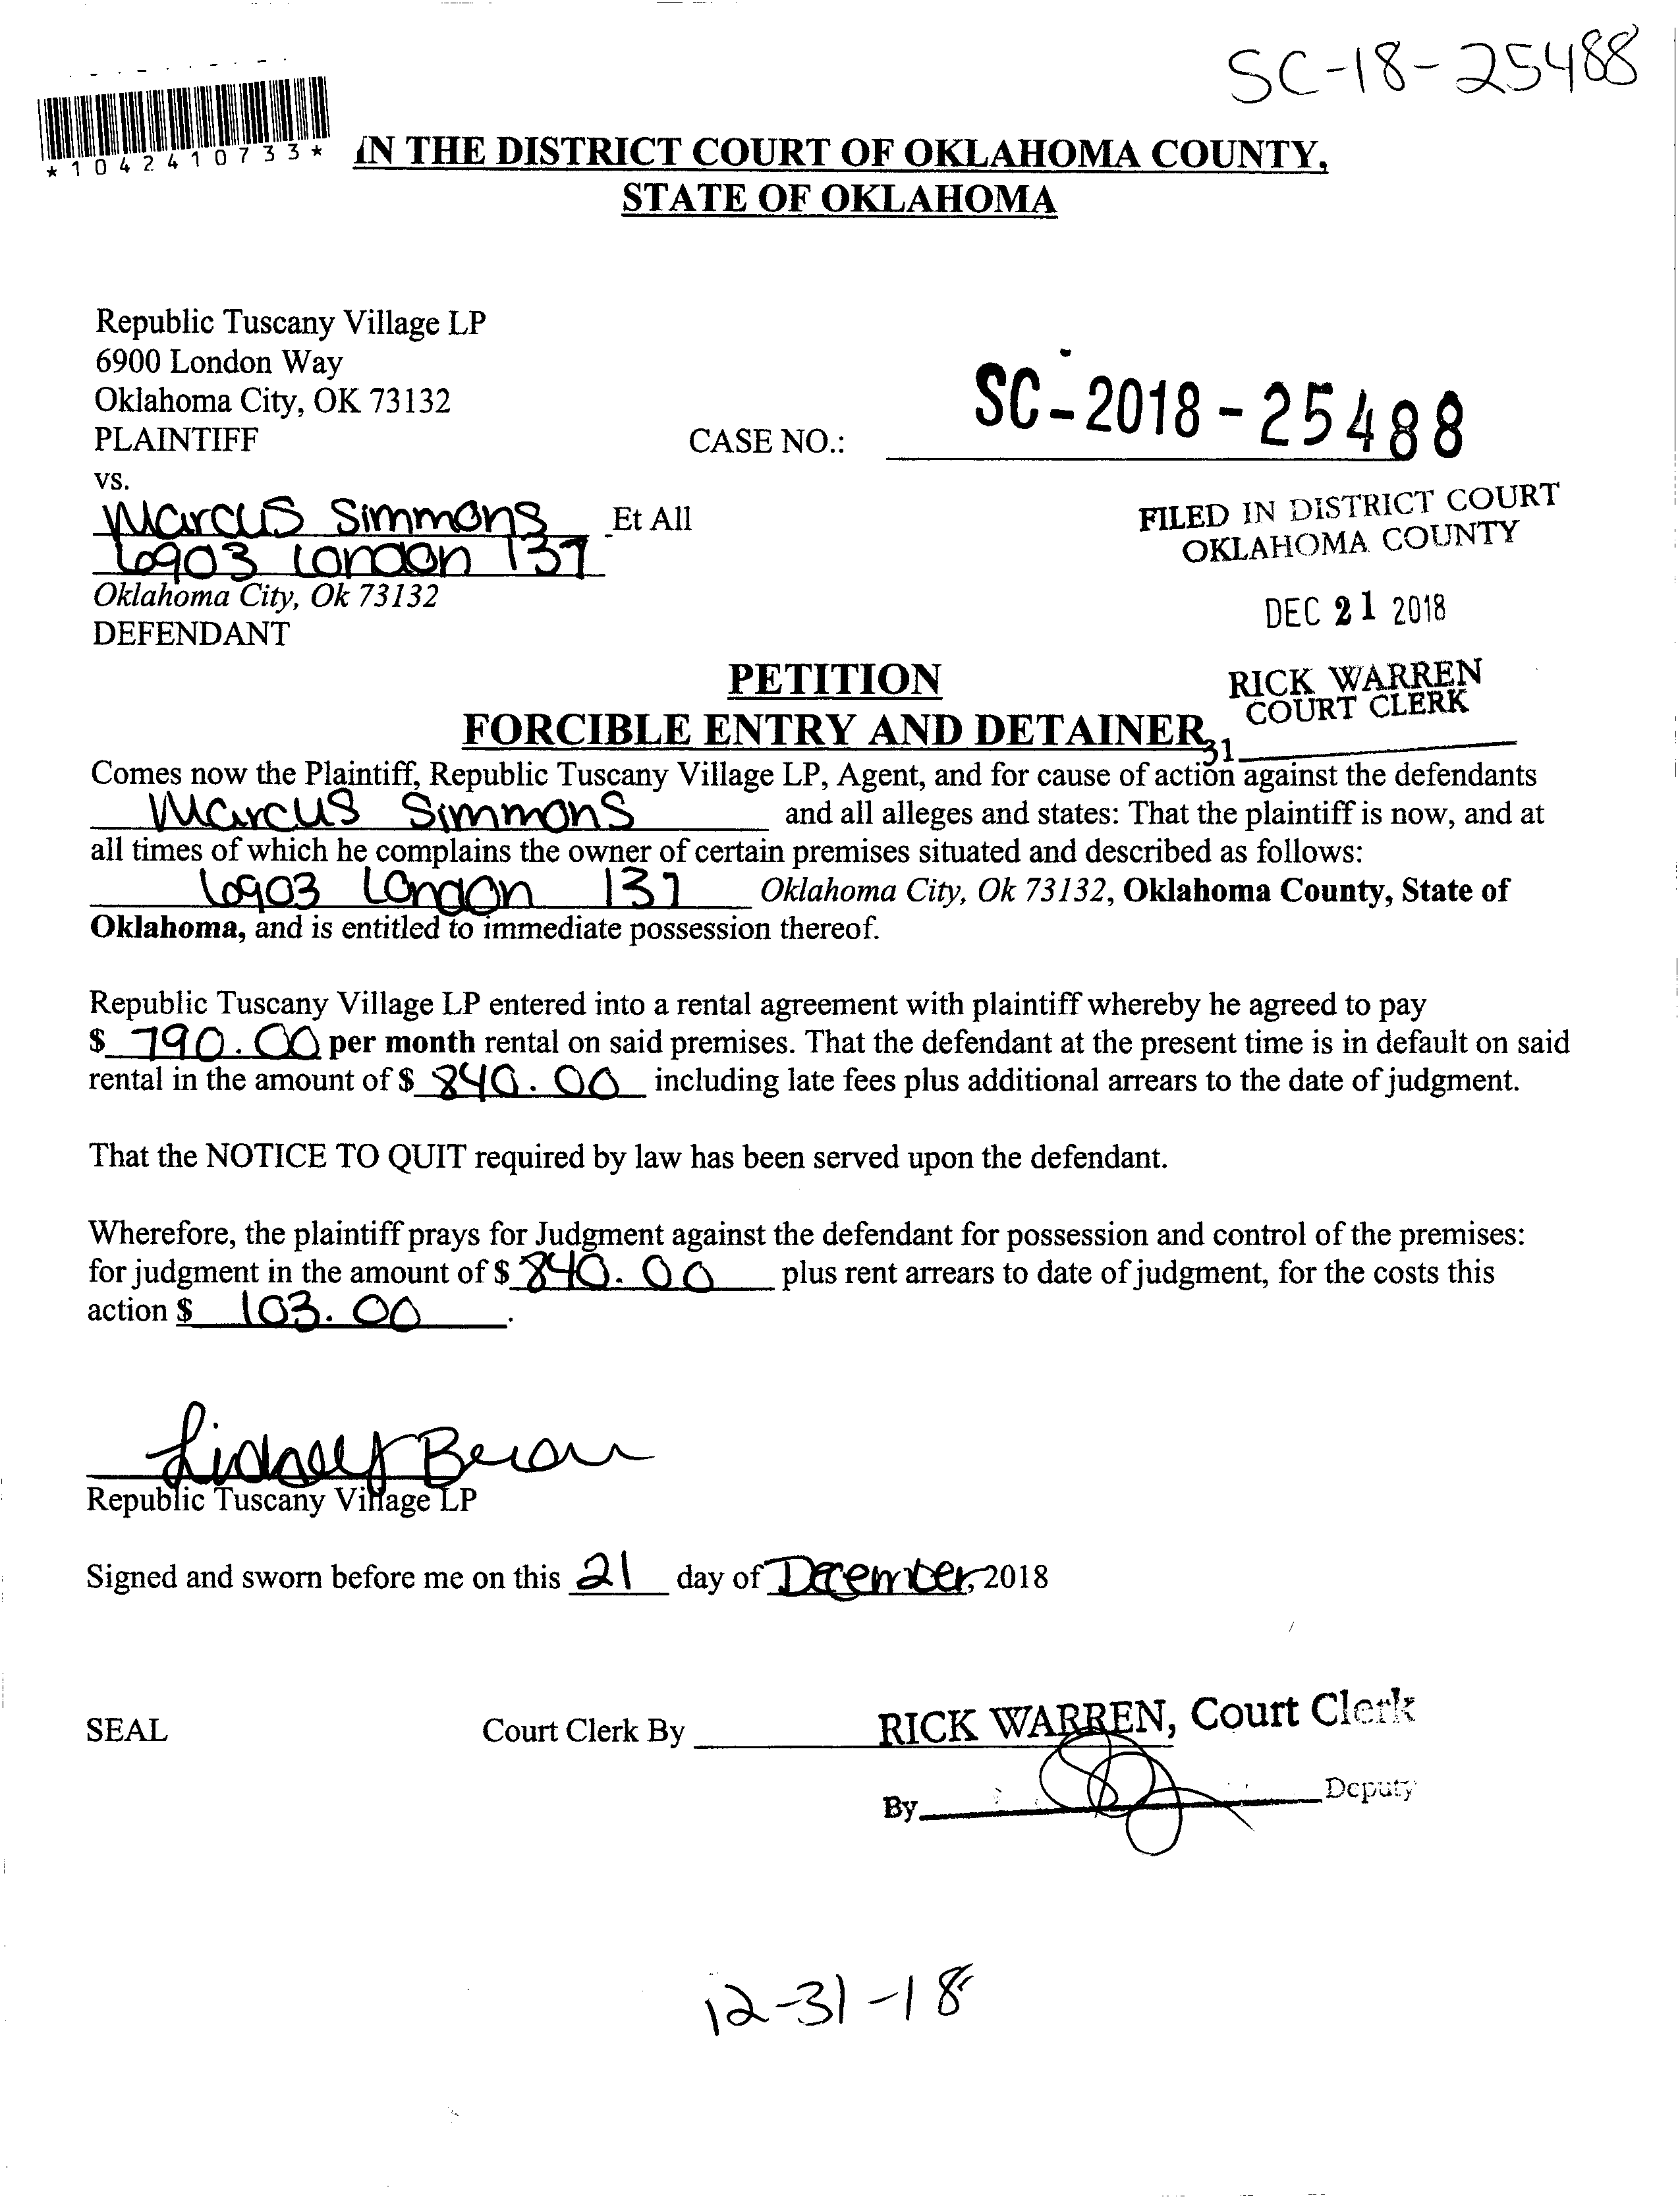 SC-18-25488
*1042410733*
IN THE DISTRICT COURT OF OKLAHOMA COUNTY,
STATE OF OKLAHOMA
Republic Tuscany Village LP
6900 London Way
Oklahoma City, OK 73132
PLAINTIFF
CASE NO.: SC-2018-25488
vs.
Marcus Simmons Et All
6903 London 137
Oklahoma City, Ok 73132
DEFENDANT
FILED IN DISTRICT COURT
OKLAHOMA COUNTY
DEC 21 2018
RICK WARREN
COURT CLERK
31
PETITION
FORCIBLE ENTRY AND DETAINER
Comes now the Plaintiff, Republic Tuscany Village LP, Agent, and for cause of action against the defendants
Marcus Simmons and all alleges and states: That the plaintiff is now, and at
all times of which he complains the owner of certain premises situated and described as follows:
6903 London 137 Oklahoma City, Ok 73132, Oklahoma County, State of
Oklahoma, and is entitled to immediate possession thereof.
Republic Tuscany Village LP entered into a rental agreement with plaintiff whereby he agreed to pay
$ 790.00 per month rental on said premises. That the defendant at the present time is in default on said
rental in the amount of $ 840.00 including late fees plus additional arrears to the date of judgment.
That the NOTICE TO QUIT required by law has been served upon the defendant.
Wherefore, the plaintiff prays for Judgment against the defendant for possession and control of the premises:
for judgment in the amount of $ 840.00 plus rent arrears to date of judgment, for the costs this
action $ 103.00.
Republic Tuscany Village LP
Signed and sworn before me on this 21 day of December, 2018
SEAL Court Clerk By RICK WARREN, Court Clerk
By Deputy
12-31-18